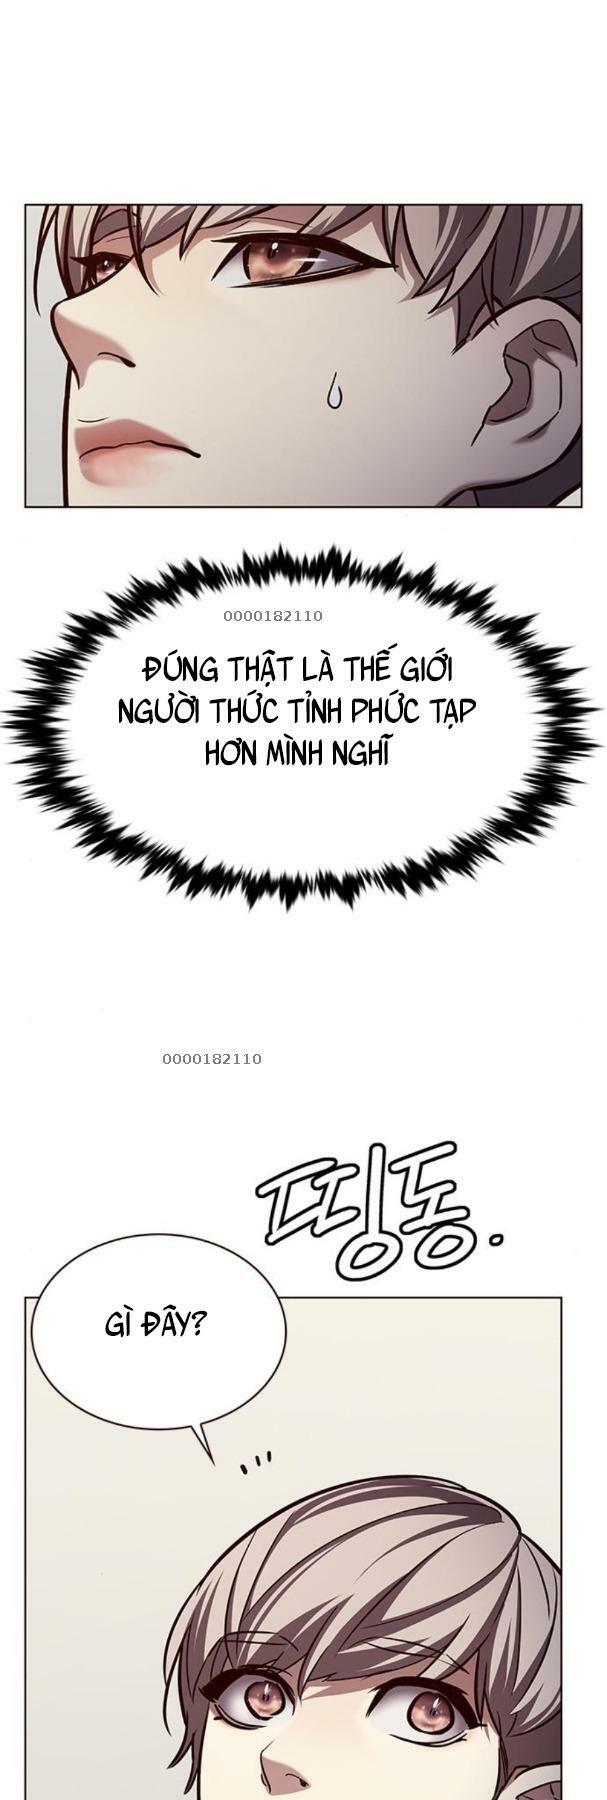 0000182110
ĐÚNG THẬT LÀ THẾ GIỚI
NGƯỜI THỨC TỈNH PHỨC TẠP
HƠN MÌNH NGHĨ
0000182110
띵동.
GÌ ĐÂY?